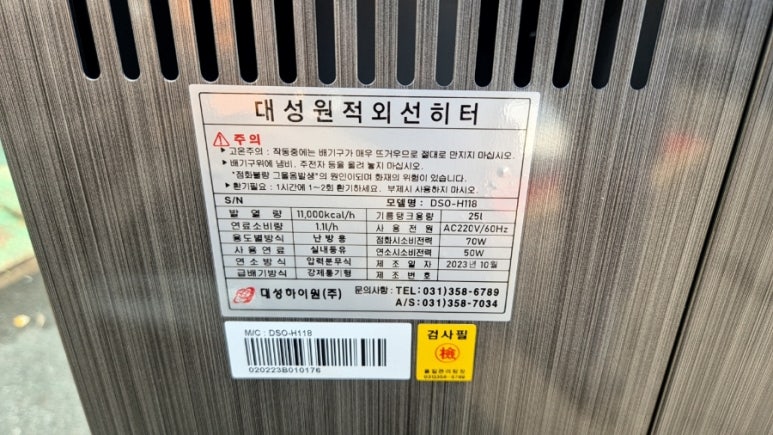 대성원적외선히터
주의
▶ 고온주의 : 작동중에는 배기구가 매우 뜨거우므로 절대로 만지지 마십시오.
▶ 배기구위에 냄비, 주전자 등을 올려 놓지 마십시오.
"점화불량 그을음발생"의 원인이되며 화재의 위험이 있습니다.
▶ 환기필요 : 1시간에 1~2회 환기하세요. 부재시 사용하지 마시오.
S/N 모델명 : DSO-H118
발열량 11,000kcal/h 기름탱크용량 25ℓ
연료소비량 1.1l/h 사용전원 AC220V/60Hz
용도별방식 난방용 점화시소비전력 70W
사용연료 실내등유 연소시소비전력 50W
연소방식 압력분무식 제조일자 2023년 10월
급배기방식 강제통기형 제조번호
대성하이원(주) 문의사항 : TEL: 031)358-6789
A/S: 031)358-7034
M/C : DSO-H118
020223B010176
검사필
檢
품질관리팀장
031)358-6789